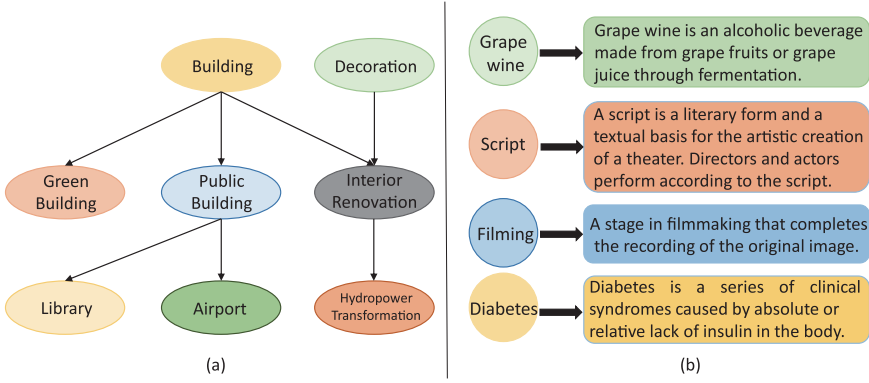 Building
Decoration
Green
Building
Public
Building
Interior
Renovation
Library
Airport
Hydropower
Transformation
(a)
Grape
wine
Grape wine is an alcoholic beverage
made from grape fruits or grape
juice through fermentation.
Script
A script is a literary form and a
textual basis for the artistic creation
of a theater. Directors and actors
perform according to the script.
Filming
A stage in filmmaking that completes
the recording of the original image.
Diabetes
Diabetes is a series of clinical
syndromes caused by absolute or
relative lack of insulin in the body.
(b)